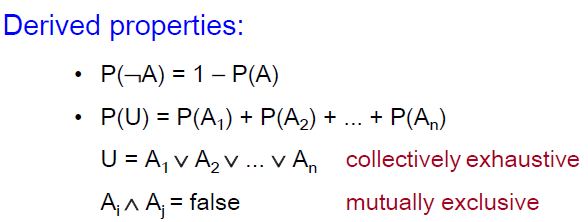 Derived properties:
• P(¬A) = 1 – P(A)
• P(U) = P(A₁) + P(A₂) + ... + P(Aₙ)
U = A₁ ∨ A₂ ∨ ... ∨ Aₙ collectively exhaustive
Aᵢ ∧ Aⱼ = false mutually exclusive